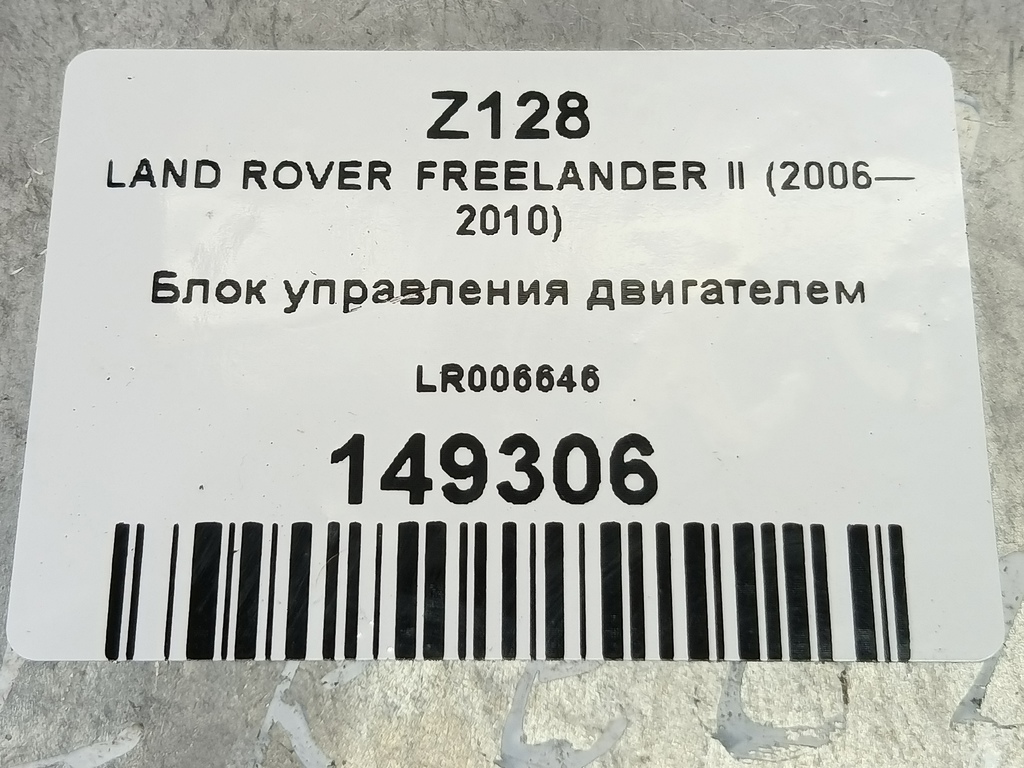 Z128
LAND ROVER FREELANDER II (2006—
2010)
Блок управления двигателем
LR006646
149306